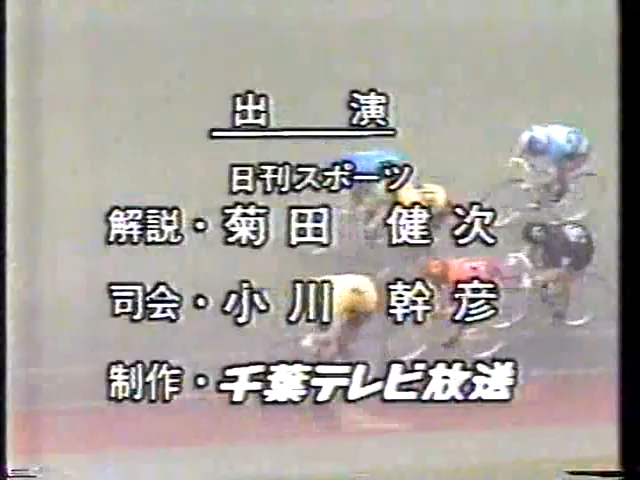 出演
日刊スポーツ
解説・菊田 健次
司会・小川 幹彦
制作・千葉テレビ放送